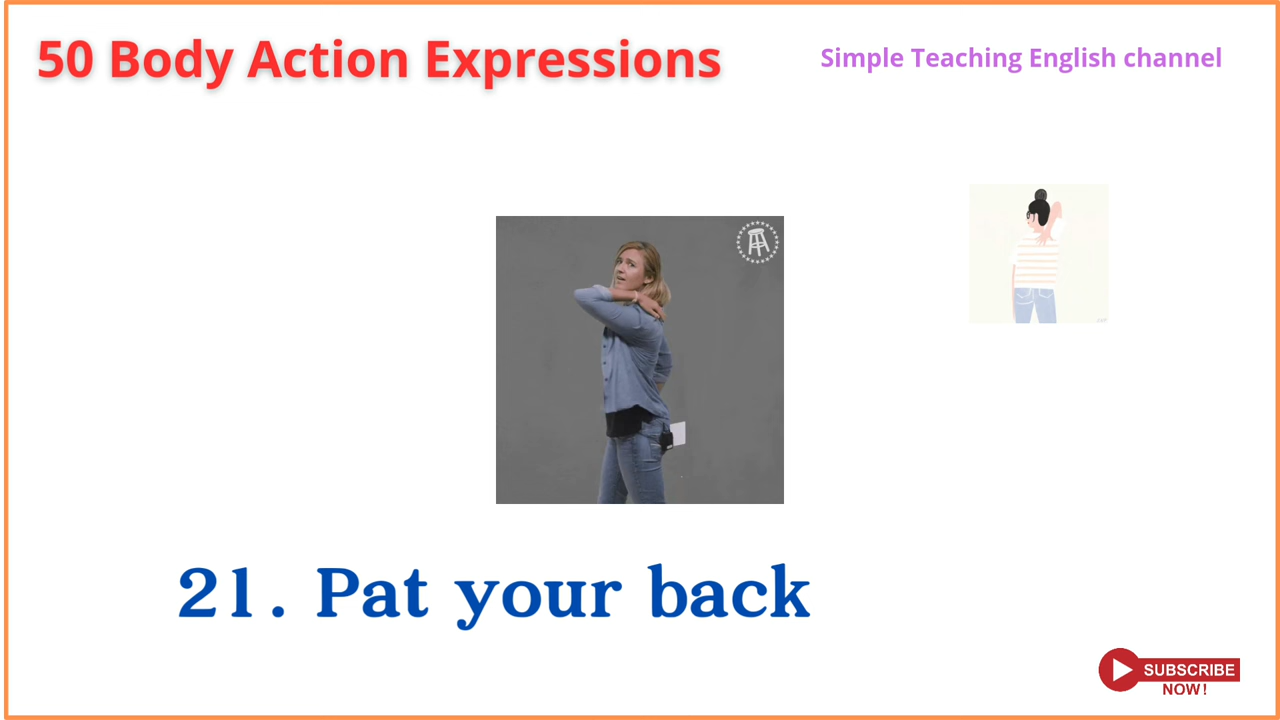 50 Body Action Expressions
Simple Teaching English channel
21. Pat your back
SUBSCRIBE
NOW!